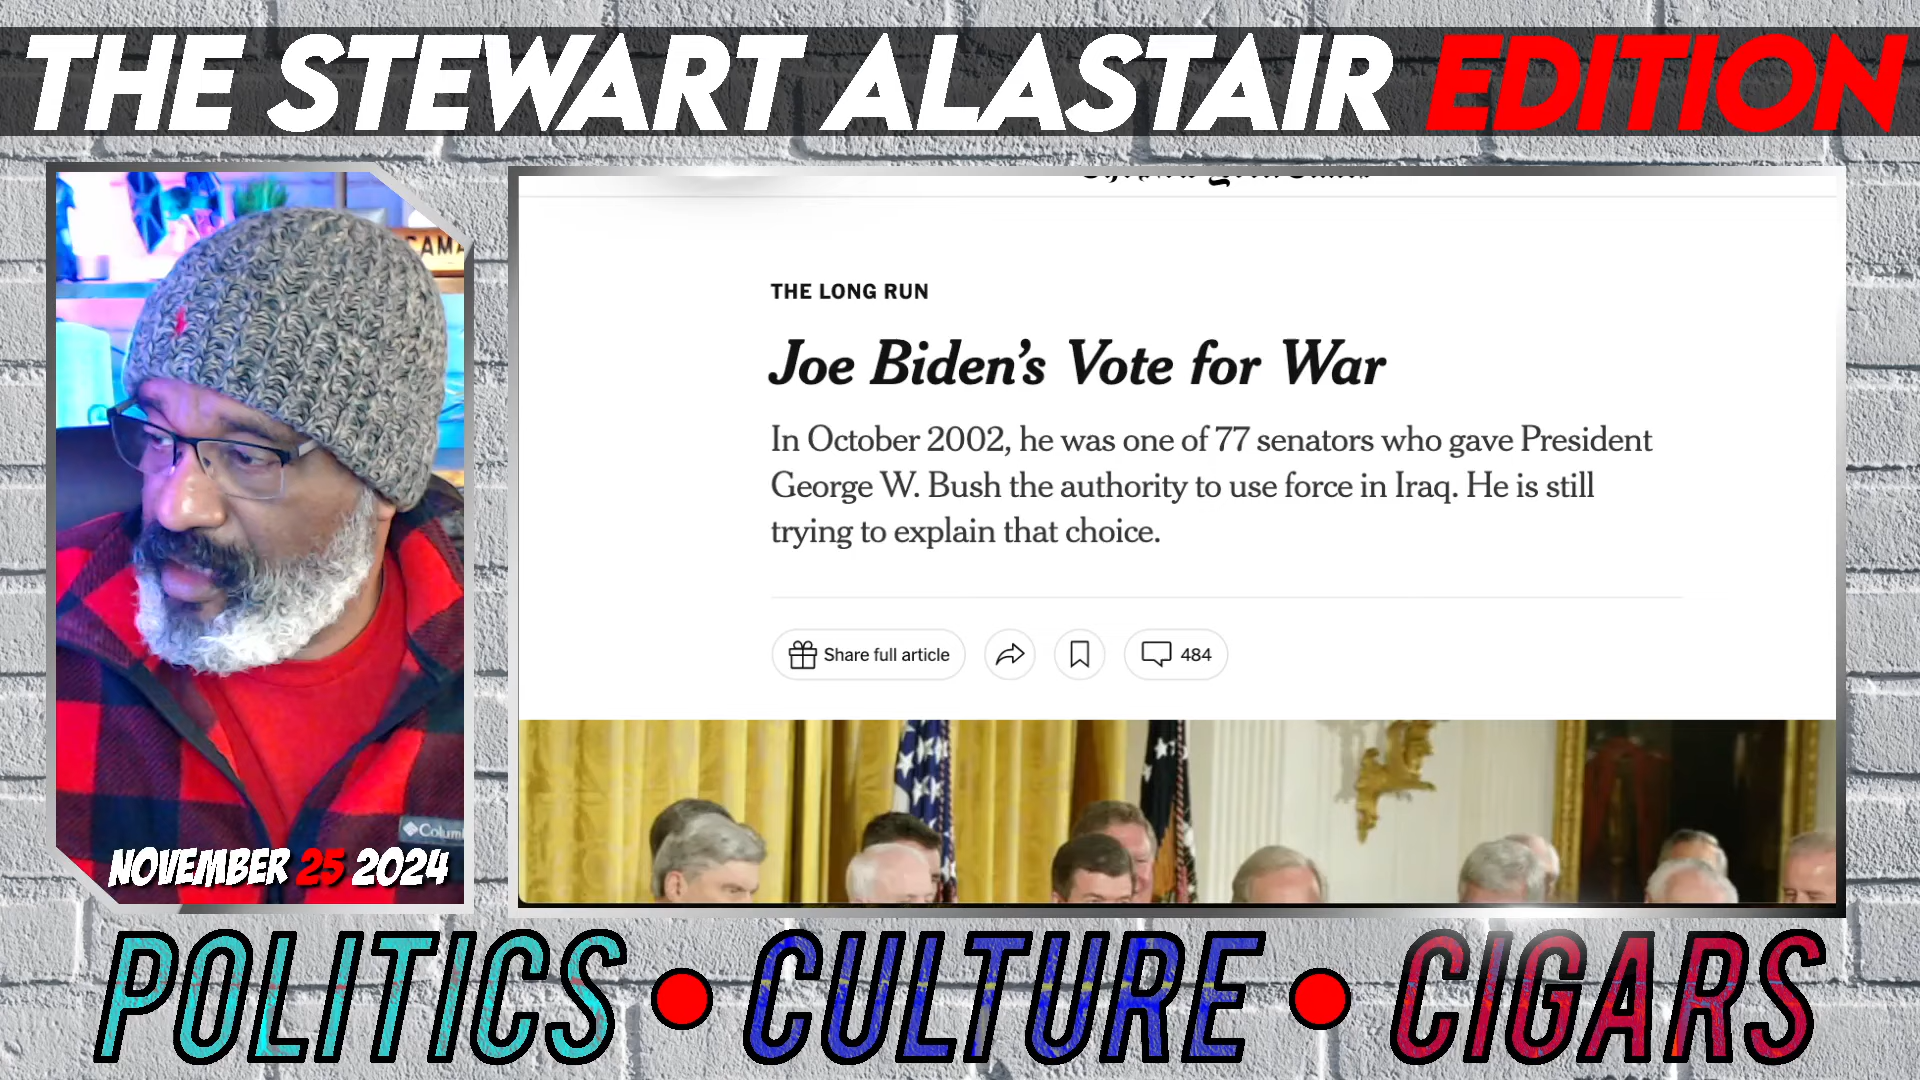 THE STEWART ALASTAIR EDITION
THE LONG RUN
Joe Biden's Vote for War
In October 2002, he was one of 77 senators who gave President
George W. Bush the authority to use force in Iraq. He is still
trying to explain that choice.
Share full article
484
NOVEMBER 25 2024
POLITICS • CULTURE • CIGARS